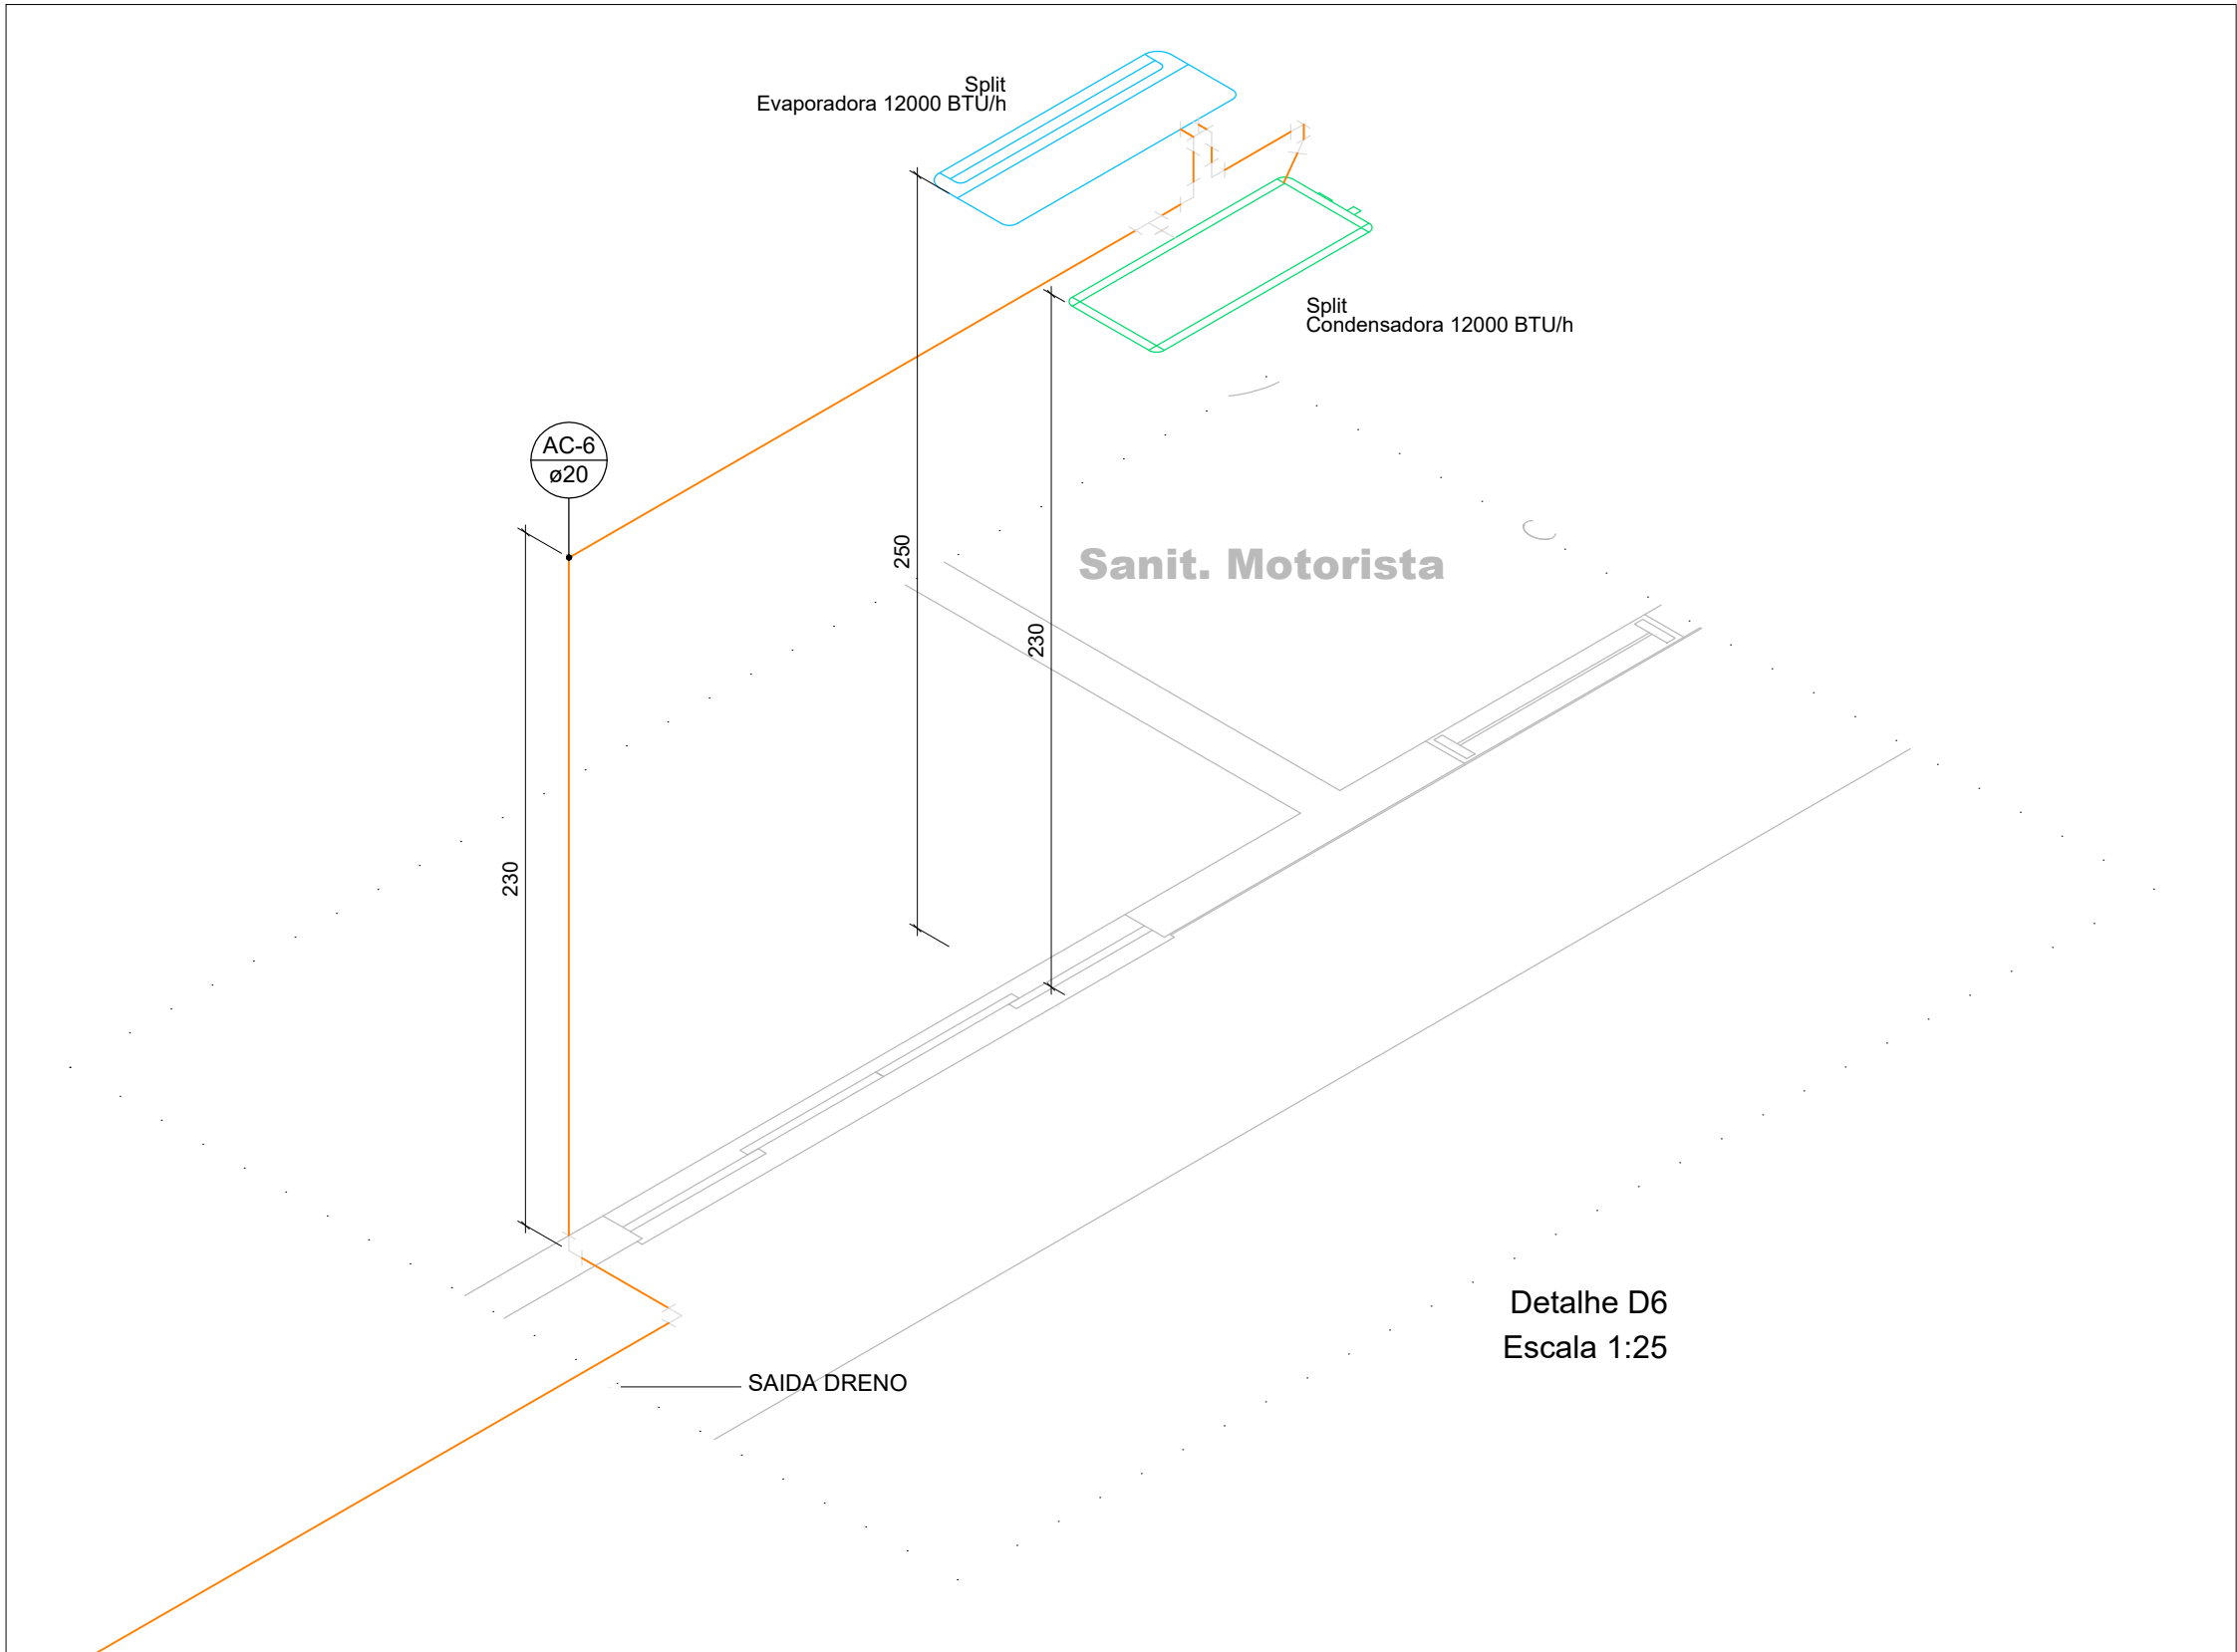 Split
Evaporadora 12000 BTU/h
Split
Condensadora 12000 BTU/h
AC-6
ø20
250
230
230
Sanit. Motorista
Detalhe D6
Escala 1:25
SAIDA DRENO